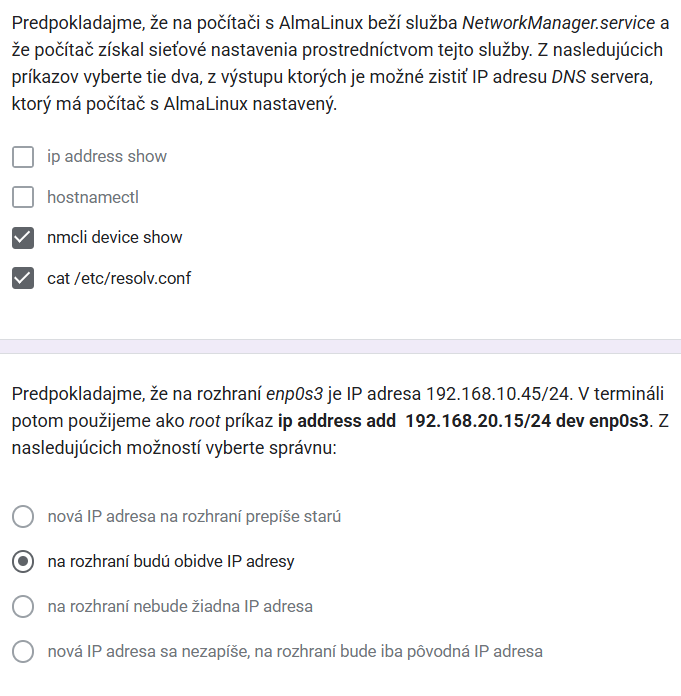 Predpokladajme, že na počítači s AlmaLinux beží služba NetworkManager.service a
že počítač získal sieťové nastavenia prostredníctvom tejto služby. Z nasledujúcich
príkazov vyberte tie dva, z výstupu ktorých je možné zistiť IP adresu DNS servera,
ktorý má počítač s AlmaLinux nastavený.
ip address show
hostnamectl
nmcli device show
cat /etc/resolv.conf
Predpokladajme, že na rozhraní enp0s3 je IP adresa 192.168.10.45/24. V termináli
potom použijeme ako root príkaz ip address add  192.168.20.15/24 dev enp0s3. Z
nasledujúcich možností vyberte správnu:
nová IP adresa na rozhraní prepíše starú
na rozhraní budú obidve IP adresy
na rozhraní nebude žiadna IP adresa
nová IP adresa sa nezapíše, na rozhraní bude iba pôvodná IP adresa